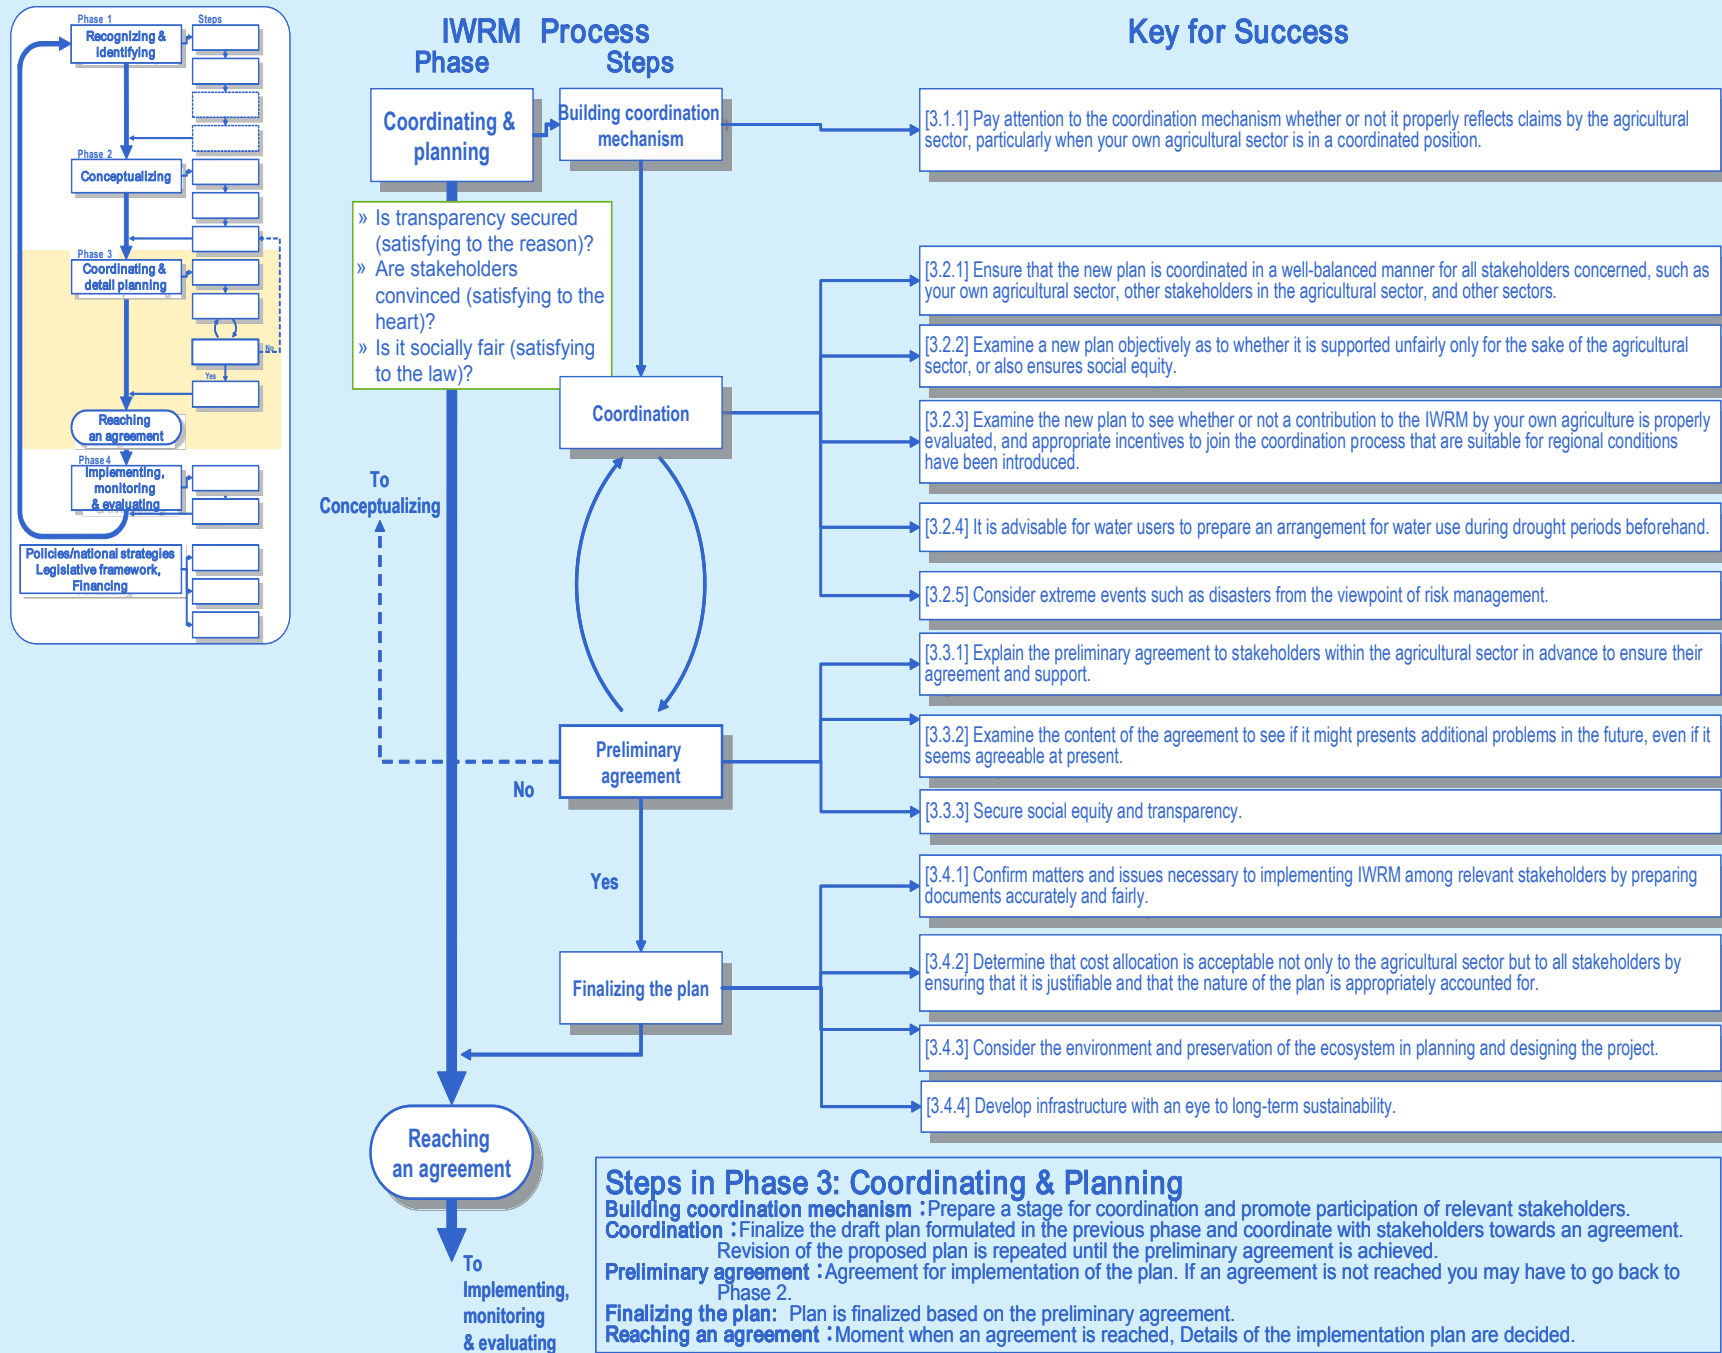 Phase 1
Steps
Recognizing &
identifying
Phase 2
Conceptualizing
Phase 3
Coordinating &
detail planning
No
Yes
Reaching
an agreement
Phase 4
Implementing,
monitoring
& evaluating
Policies/national strategies
Legislative framework,
Financing
IWRM Process
Phase
Steps
Key for Success
Coordinating &
planning
Building coordination
mechanism
[3.1.1] Pay attention to the coordination mechanism whether or not it properly reflects claims by the agricultural
sector, particularly when your own agricultural sector is in a coordinated position.
» Is transparency secured
(satisfying to the reason)?
» Are stakeholders
convinced (satisfying to the
heart)?
» Is it socially fair (satisfying
to the law)?
Coordination
[3.2.1] Ensure that the new plan is coordinated in a well-balanced manner for all stakeholders concerned, such as
your own agricultural sector, other stakeholders in the agricultural sector, and other sectors.
[3.2.2] Examine a new plan objectively as to whether it is supported unfairly only for the sake of the agricultural
sector, or also ensures social equity.
[3.2.3] Examine the new plan to see whether or not a contribution to the IWRM by your own agriculture is properly
evaluated, and appropriate incentives to join the coordination process that are suitable for regional conditions
have been introduced.
[3.2.4] It is advisable for water users to prepare an arrangement for water use during drought periods beforehand.
[3.2.5] Consider extreme events such as disasters from the viewpoint of risk management.
To
Conceptualizing
Preliminary
agreement
No
[3.3.1] Explain the preliminary agreement to stakeholders within the agricultural sector in advance to ensure their
agreement and support.
[3.3.2] Examine the content of the agreement to see if it might presents additional problems in the future, even if it
seems agreeable at present.
[3.3.3] Secure social equity and transparency.
Yes
Finalizing the plan
[3.4.1] Confirm matters and issues necessary to implementing IWRM among relevant stakeholders by preparing
documents accurately and fairly.
[3.4.2] Determine that cost allocation is acceptable not only to the agricultural sector but to all stakeholders by
ensuring that it is justifiable and that the nature of the plan is appropriately accounted for.
[3.4.3] Consider the environment and preservation of the ecosystem in planning and designing the project.
[3.4.4] Develop infrastructure with an eye to long-term sustainability.
Reaching
an agreement
To
Implementing,
monitoring
& evaluating
Steps in Phase 3: Coordinating & Planning
Building coordination mechanism：Prepare a stage for coordination and promote participation of relevant stakeholders.
Coordination：Finalize the draft plan formulated in the previous phase and coordinate with stakeholders towards an agreement.
Revision of the proposed plan is repeated until the preliminary agreement is achieved.
Preliminary agreement：Agreement for implementation of the plan. If an agreement is not reached you may have to go back to
Phase 2.
Finalizing the plan: Plan is finalized based on the preliminary agreement.
Reaching an agreement：Moment when an agreement is reached, Details of the implementation plan are decided.